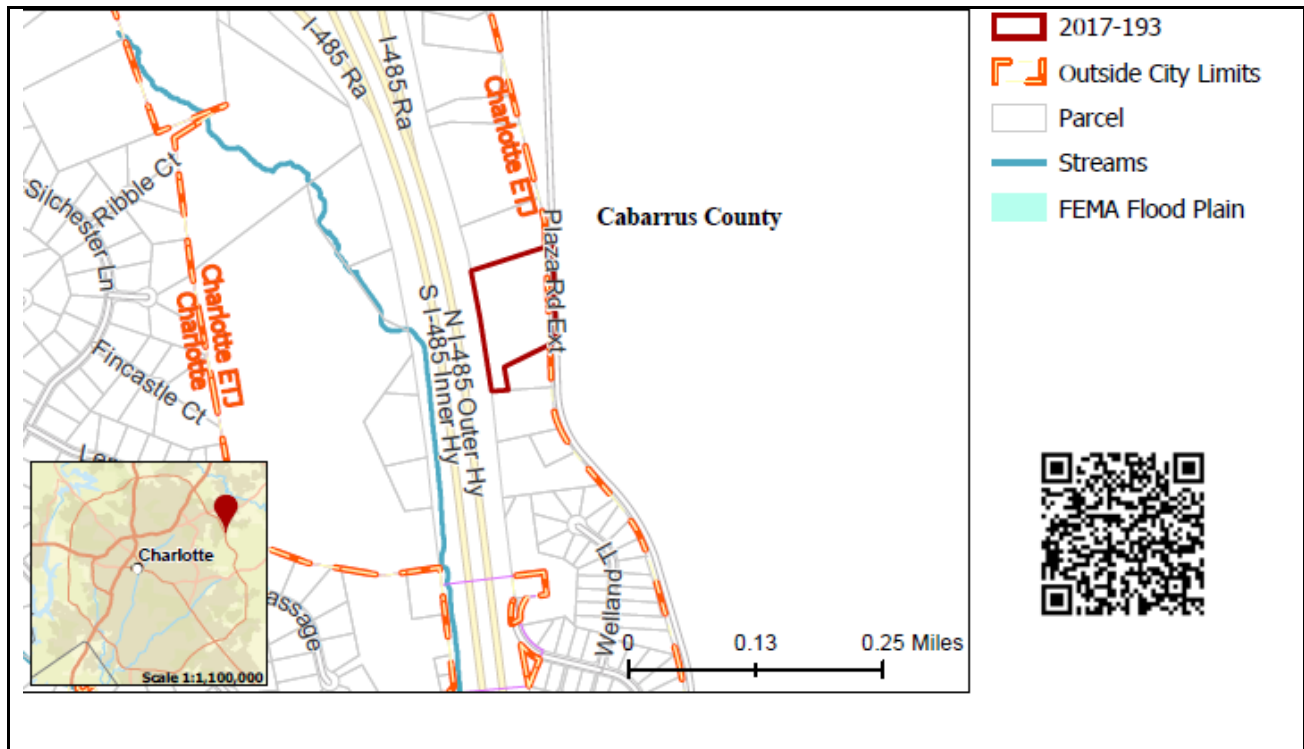 I-485 Ra
I-485 Ra
Charlotte ETJ
Cabarrus County
Plaza Rd Ext
Ribble Ct
Silchester Ln
Charlotte ETJ
Charlotte
Fincastle Ct
S I-485 Inner Hy
N I-485 Outer Hy
Welland Tl
assage
Charlotte
Scale 1:1,100,000
0 0.13 0.25 Miles
2017-193
Outside City Limits
Parcel
Streams
FEMA Flood Plain